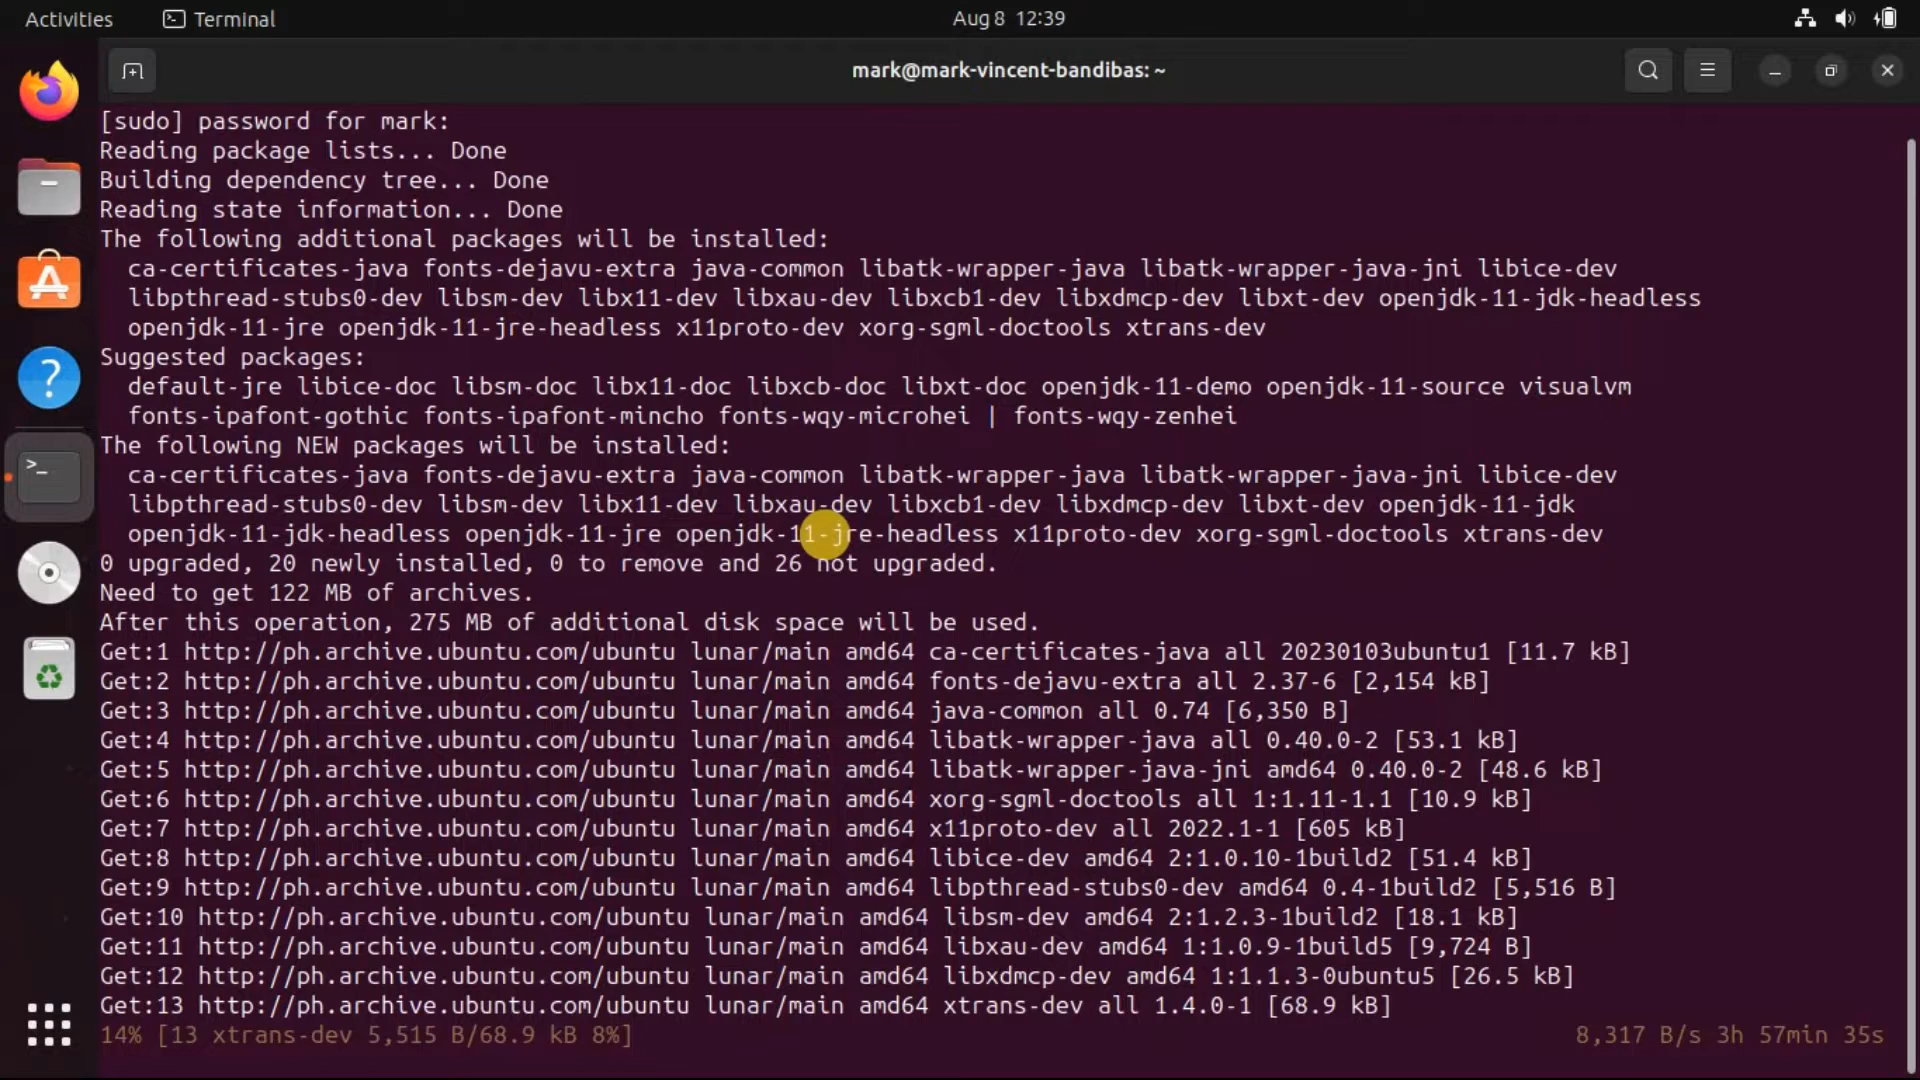 Activities
Terminal
Aug 8 12:39
mark@mark-vincent-bandibas: ~
[sudo] password for mark:
Reading package lists... Done
Building dependency tree... Done
Reading state information... Done
The following additional packages will be installed:
ca-certificates-java fonts-dejavu-extra java-common libatk-wrapper-java libatk-wrapper-java-jni libice-dev
libpthread-stubs0-dev libsm-dev libx11-dev libxau-dev libxcb1-dev libxdmcp-dev libxt-dev openjdk-11-jdk-headless
openjdk-11-jre openjdk-11-jre-headless x11proto-dev xorg-sgml-doctools xtrans-dev
Suggested packages:
default-jre libice-doc libsm-doc libx11-doc libxcb-doc libxt-doc openjdk-11-demo openjdk-11-source visualvm
fonts-ipafont-gothic fonts-ipafont-mincho fonts-wqy-microhei | fonts-wqy-zenhei
The following NEW packages will be installed:
ca-certificates-java fonts-dejavu-extra java-common libatk-wrapper-java libatk-wrapper-java-jni libice-dev
libpthread-stubs0-dev libsm-dev libx11-dev libxau-dev libxcb1-dev libxdmcp-dev libxt-dev openjdk-11-jdk
openjdk-11-jdk-headless openjdk-11-jre openjdk-11-jre-headless x11proto-dev xorg-sgml-doctools xtrans-dev
0 upgraded, 20 newly installed, 0 to remove and 26 not upgraded.
Need to get 122 MB of archives.
After this operation, 275 MB of additional disk space will be used.
Get:1 http://ph.archive.ubuntu.com/ubuntu lunar/main amd64 ca-certificates-java all 20230103ubuntu1 [11.7 kB]
Get:2 http://ph.archive.ubuntu.com/ubuntu lunar/main amd64 fonts-dejavu-extra all 2.37-6 [2,154 kB]
Get:3 http://ph.archive.ubuntu.com/ubuntu lunar/main amd64 java-common all 0.74 [6,350 B]
Get:4 http://ph.archive.ubuntu.com/ubuntu lunar/main amd64 libatk-wrapper-java all 0.40.0-2 [53.1 kB]
Get:5 http://ph.archive.ubuntu.com/ubuntu lunar/main amd64 libatk-wrapper-java-jni amd64 0.40.0-2 [48.6 kB]
Get:6 http://ph.archive.ubuntu.com/ubuntu lunar/main amd64 xorg-sgml-doctools all 1:1.11-1.1 [10.9 kB]
Get:7 http://ph.archive.ubuntu.com/ubuntu lunar/main amd64 x11proto-dev all 2022.1-1 [605 kB]
Get:8 http://ph.archive.ubuntu.com/ubuntu lunar/main amd64 libice-dev amd64 2:1.0.10-1build2 [51.4 kB]
Get:9 http://ph.archive.ubuntu.com/ubuntu lunar/main amd64 libpthread-stubs0-dev amd64 0.4-1build2 [5,516 B]
Get:10 http://ph.archive.ubuntu.com/ubuntu lunar/main amd64 libsm-dev amd64 2:1.2.3-1build2 [18.1 kB]
Get:11 http://ph.archive.ubuntu.com/ubuntu lunar/main amd64 libxau-dev amd64 1:1.0.9-1build5 [9,724 B]
Get:12 http://ph.archive.ubuntu.com/ubuntu lunar/main amd64 libxdmcp-dev amd64 1:1.1.3-0ubuntu5 [26.5 kB]
Get:13 http://ph.archive.ubuntu.com/ubuntu lunar/main amd64 xtrans-dev all 1.4.0-1 [68.9 kB]
14% [13 xtrans-dev 5,515 B/68.9 kB 8%] 8,317 B/s 3h 57min 35s